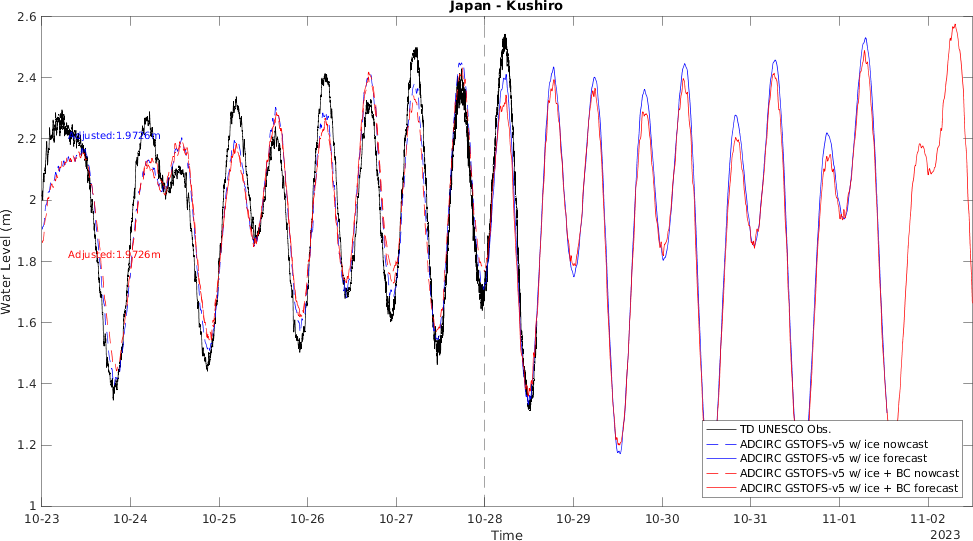 Japan - Kushiro
2.6
2.4
2.2
2
1.8
1.6
1.4
1.2
1
Water Level (m)
Adjusted:1.9726m
Adjusted:1.9726m
TD UNESCO Obs.
ADCIRC GSTOFS-v5 w/ ice nowcast
ADCIRC GSTOFS-v5 w/ ice forecast
ADCIRC GSTOFS-v5 w/ ice + BC nowcast
ADCIRC GSTOFS-v5 w/ ice + BC forecast
10-23 10-24 10-25 10-26 10-27 10-28 10-29 10-30 10-31 11-01 11-02
2023
Time